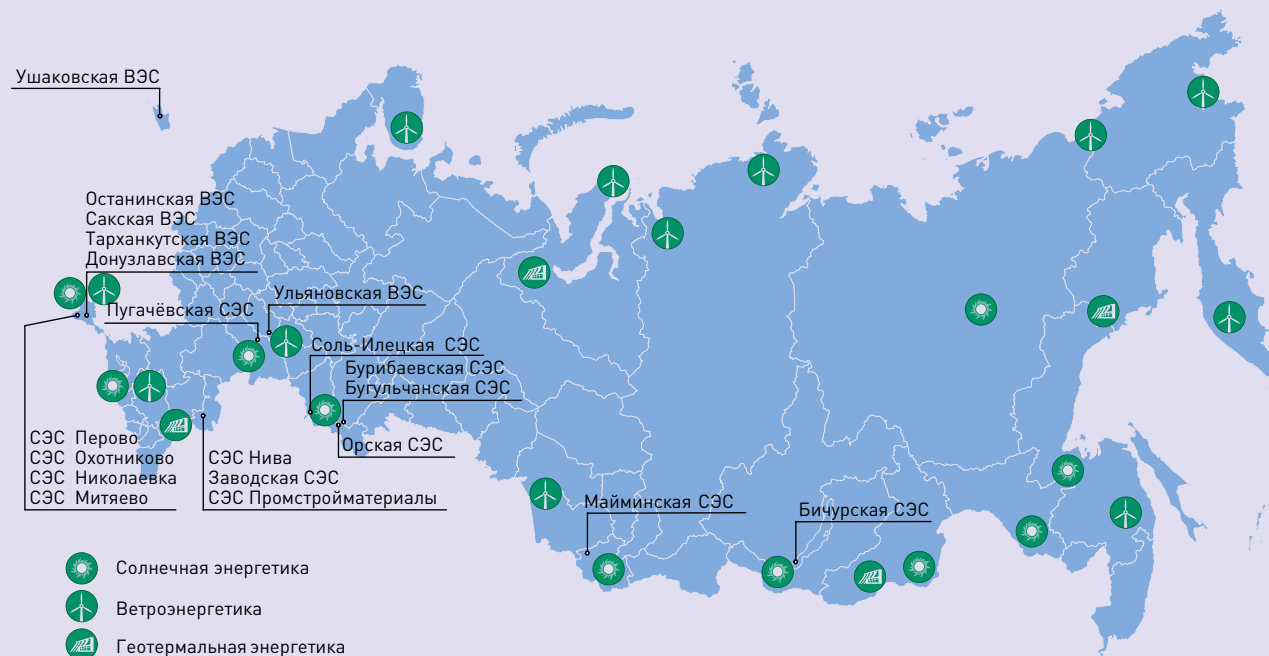 Ушаковская ВЭС
Останинская ВЭС
Сакская ВЭС
Тарханкутская ВЭС
Донузлавская ВЭС
Ульяновская ВЭС
Пугачёвская СЭС
Соль-Илецкая СЭС
Бурибаевская СЭС
Бугульчанская СЭС
Орская СЭС
СЭС Перово
СЭС Охотниково
СЭС Николаевка
СЭС Митяево
СЭС Нива
Заводская СЭС
СЭС Промстройматериалы
Майминская СЭС
Бичурская СЭС
Солнечная энергетика
Ветроэнергетика
Геотермальная энергетика